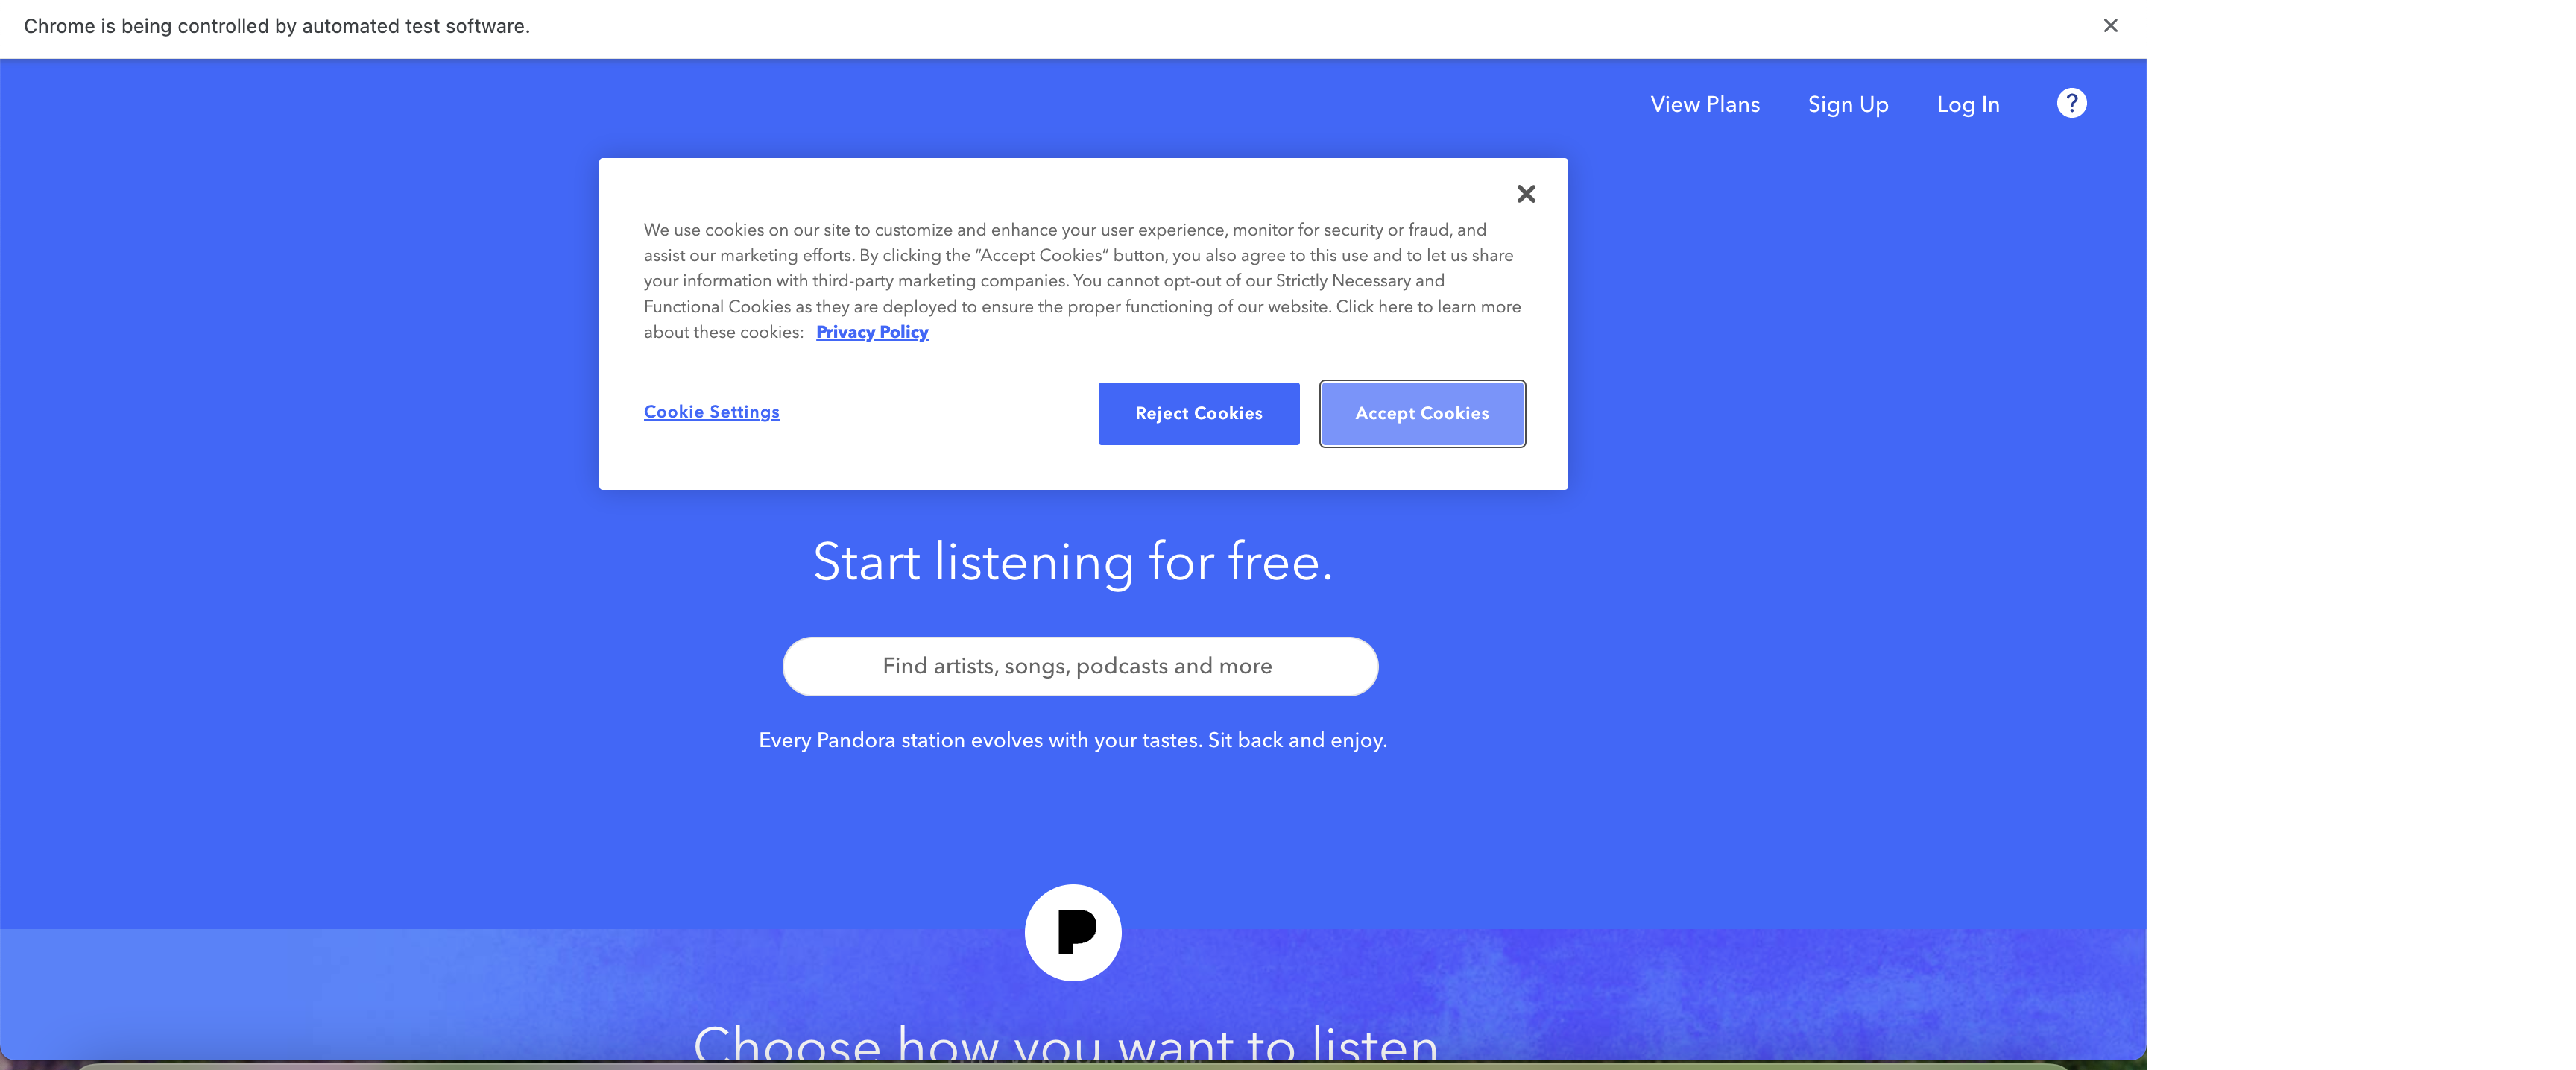 Chrome is being controlled by automated test software.
View Plans Sign Up Log In ?
We use cookies on our site to customize and enhance your user experience, monitor for security or fraud, and
assist our marketing efforts. By clicking the “Accept Cookies” button, you also agree to this use and to let us share
your information with third-party marketing companies. You cannot opt-out of our Strictly Necessary and
Functional Cookies as they are deployed to ensure the proper functioning of our website. Click here to learn more
about these cookies: Privacy Policy
Cookie Settings Reject Cookies Accept Cookies
Start listening for free.
Find artists, songs, podcasts and more
Every Pandora station evolves with your tastes. Sit back and enjoy.
P
Choose how you want to listen